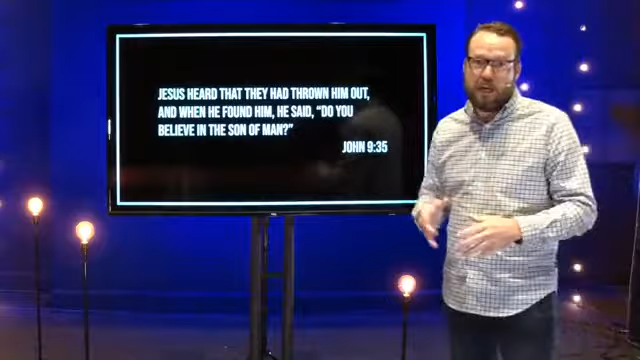 JESUS HEARD THAT THEY HAD THROWN HIM OUT,
AND WHEN HE FOUND HIM, HE SAID, “DO YOU
BELIEVE IN THE SON OF MAN?”
JOHN 9:35